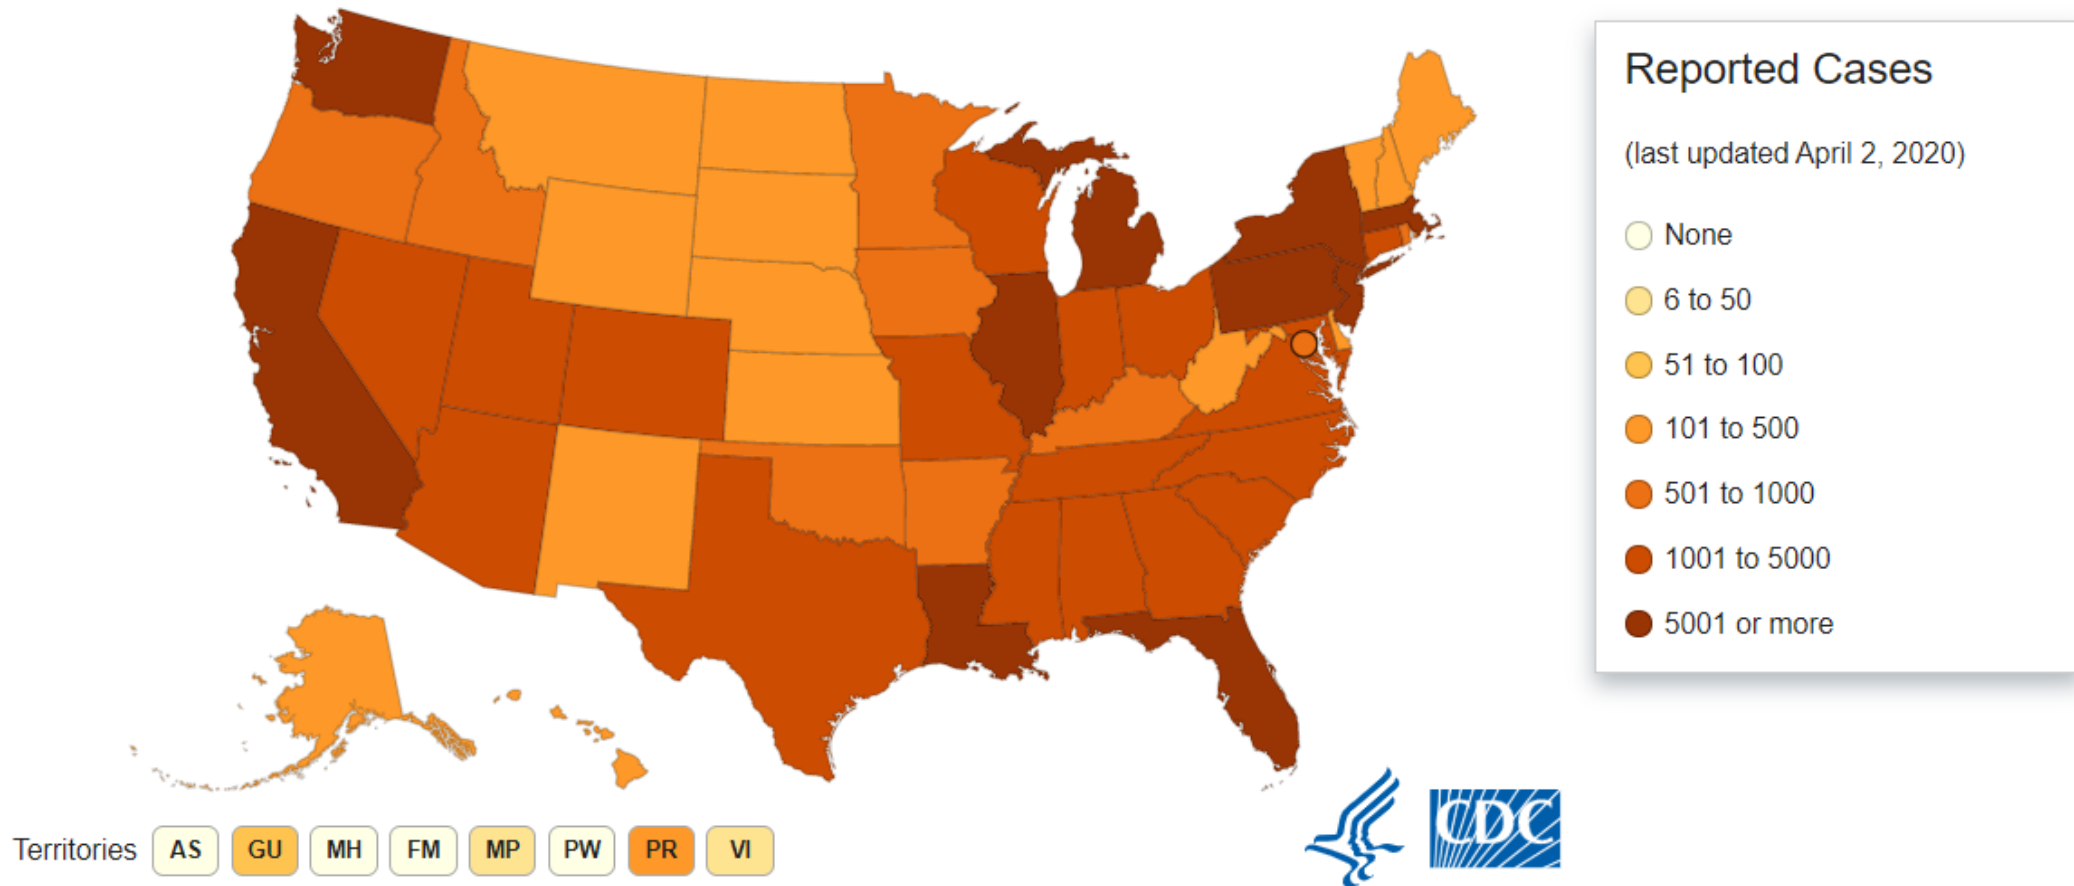 Reported Cases
(last updated April 2, 2020)
None
6 to 50
51 to 100
101 to 500
501 to 1000
1001 to 5000
5001 or more
Territories AS GU MH FM MP PW PR VI
CDC